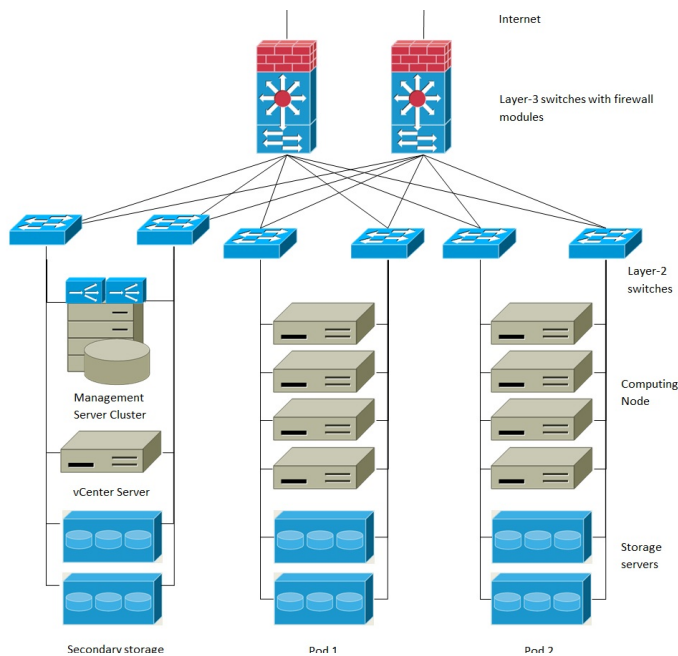 Internet
Layer-3 switches with firewall
modules
Layer-2
switches
Management
Server Cluster
Computing
Node
vCenter Server
Storage
servers
Secondary storage
Pod 1
Pod 2